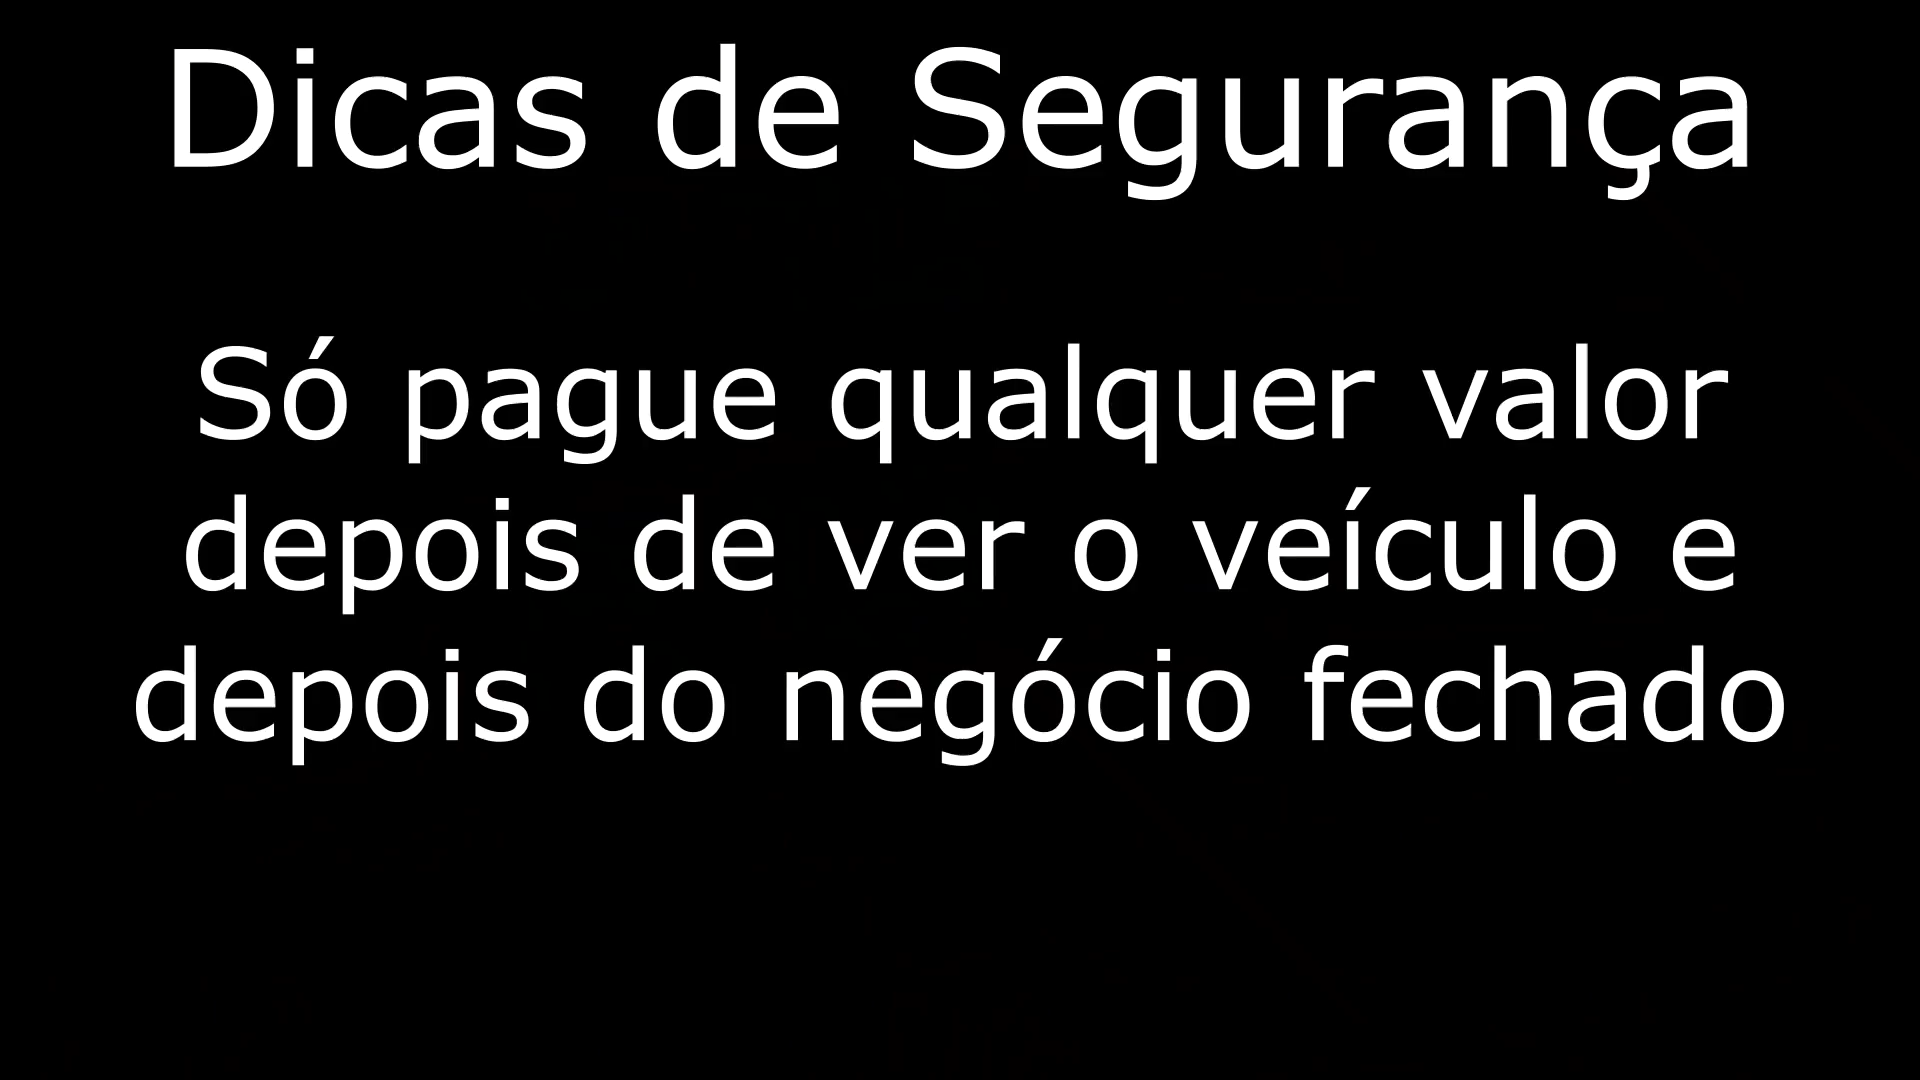 Dicas de Segurança
Só pague qualquer valor
depois de ver o veículo e
depois do negócio fechado